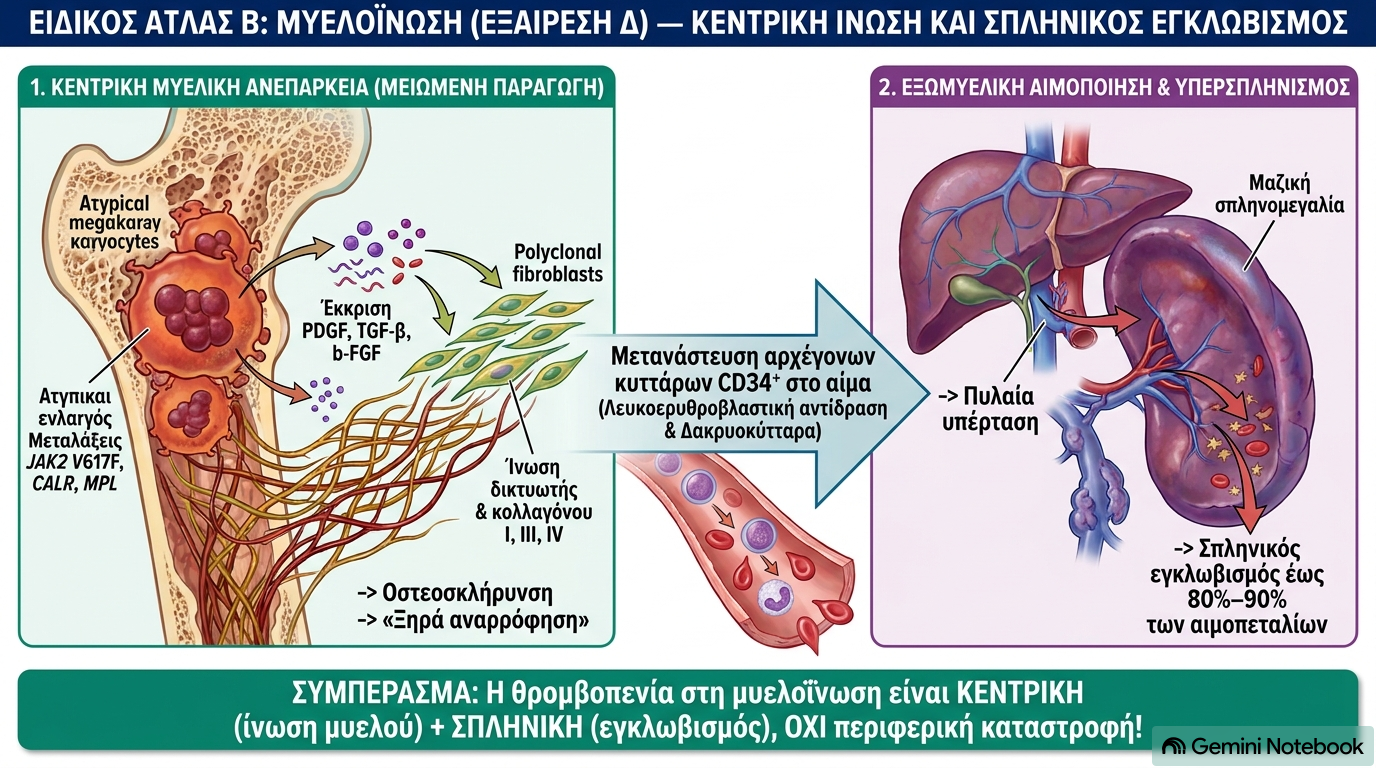 ΕΙΔΙΚΟΣ ΑΤΛΑΣ Β: ΜΥΕΛΟΪΝΩΣΗ (ΕΞΑΙΡΕΣΗ Δ) — ΚΕΝΤΡΙΚΗ ΙΝΩΣΗ ΚΑΙ ΣΠΛΗΝΙΚΟΣ ΕΓΚΛΩΒΙΣΜΟΣ
1. ΚΕΝΤΡΙΚΗ ΜΥΕΛΙΚΗ ΑΝΕΠΑΡΚΕΙΑ (ΜΕΙΩΜΕΝΗ ΠΑΡΑΓΩΓΗ)
Atypical
megakaray
karyocytes
Έκκριση
PDGF, TGF-β,
b-FGF
Polyclonal
fibroblasts
Ατυπικαι
ενλαργός
Μεταλάξεις
JAK2 V617F,
CALR, MPL
Ίνωση
δικτυωτής
& κολλαγόνου
I, III, IV
-> Οστεοσκλήρυνση
-> «Ξηρά αναρρόφηση»
Μετανάστευση αρχέγονων
κυττάρων CD34⁺ στο αίμα
(Λευκοερυθροβλαστική αντίδραση
& Δακρυοκύτταρα)
2. ΕΞΩΜΥΕΛΙΚΗ ΑΙΜΟΠΟΙΗΣΗ & ΥΠΕΡΣΠΛΗΝΙΣΜΟΣ
Μαζική
σπληνομεγαλία
-> Πυλαία
υπέρταση
-> Σπληνικός
εγκλωβισμός έως
80%–90%
των αιμοπεταλίων
ΣΥΜΠΕΡΑΣΜΑ: Η θρομβοπενία στη μυελοΐνωση είναι ΚΕΝΤΡΙΚΗ
(ίνωση μυελού) + ΣΠΛΗΝΙΚΗ (εγκλωβισμός), ΟΧΙ περιφερική καταστροφή!
Gemini Notebook